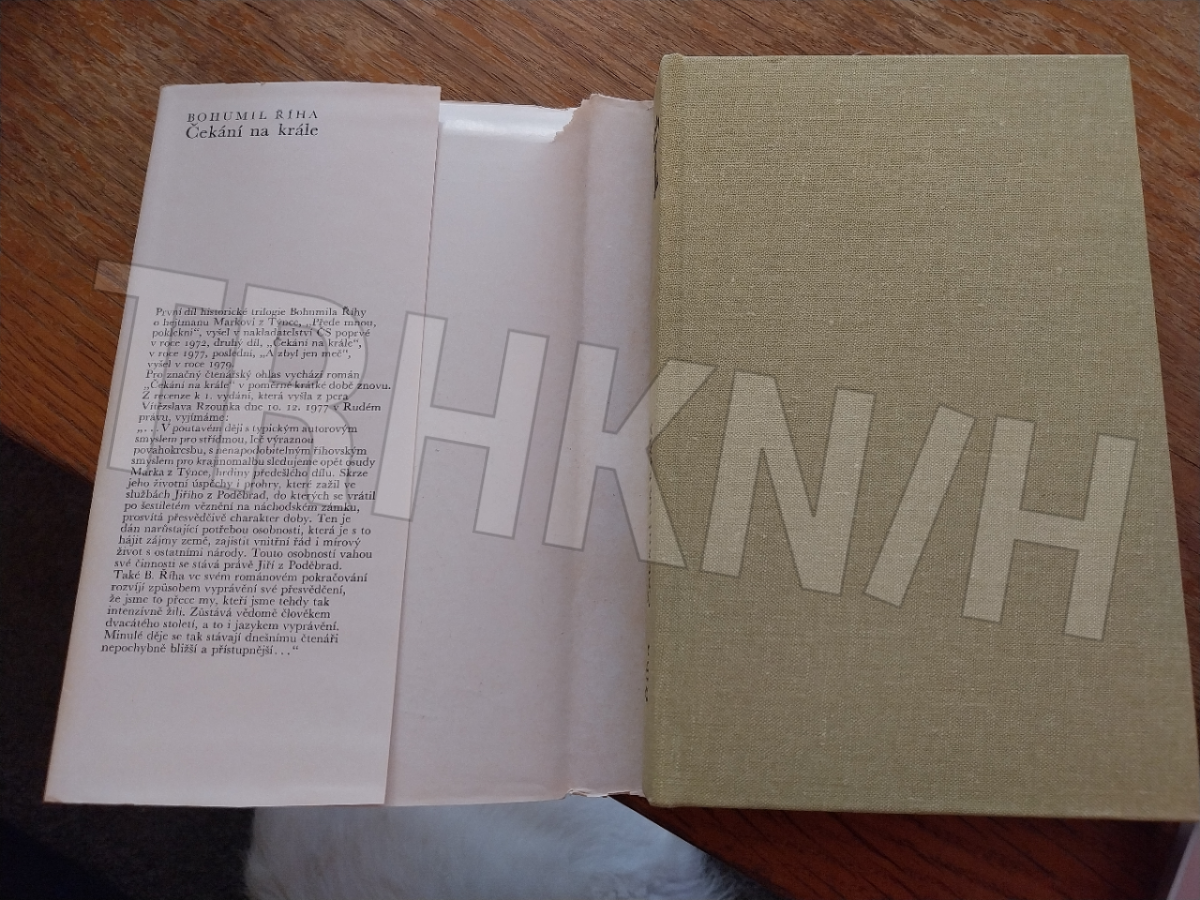 BOHUMIL ŘÍHA
Čekání na krále
První díl historické trilogie Bohumila Říhy
o hejtmanu Markovi z Týnce, „Přede mnou,
poklekni“, vyšel v nakladatelství ČS poprvé
v roce 1972, druhý díl, „Čekání na krále“,
v roce 1977, poslední, „A zbyl jen meč“,
vyšel v roce 1979.
Pro značný čtenářský ohlas vychází román
„Čekání na krále“ v poměrně krátké době znovu.
Z recenze k 1. vydání, která vyšla z pera
Vítězslava Rzounka dne 10. 12. 1977 v Rudém
právu, vyjímáme:
„...V poutavém ději s typickým autorovým
smyslem pro střídmou, leč výraznou
povahokresbu, s nenapodobitelným říhovským
smyslem pro krajinomalbu sledujeme opět osudy
Marka z Týnce, hrdiny předešlého dílu. Skrze
jeho životní úspěchy i prohry, které zažil ve
službách Jiřího z Poděbrad, do kterých se vrátil
po šestiletém věznění na náchodském zámku,
prosvítá přesvědčivě charakter doby. Ten je
dán narůstající potřebou osobnosti, která je s to
hájit zájmy země, zajistit vnitřní řád i mírový
život s ostatními národy. Touto osobností vahou
své činnosti se stává právě Jiří z Poděbrad.
Také B. Říha ve svém románovém pokračování
rozvíjí způsobem vyprávění své přesvědčení,
že jsme to přece my, kteří jsme tehdy tak
intenzívně žili. Zůstává vědomě člověkem
dvacátého století, a to i jazykem vyprávění.
Minulé děje se tak stávají dnešnímu čtenáři
nepochybně bližší a přístupnější...“
TBHKN/H